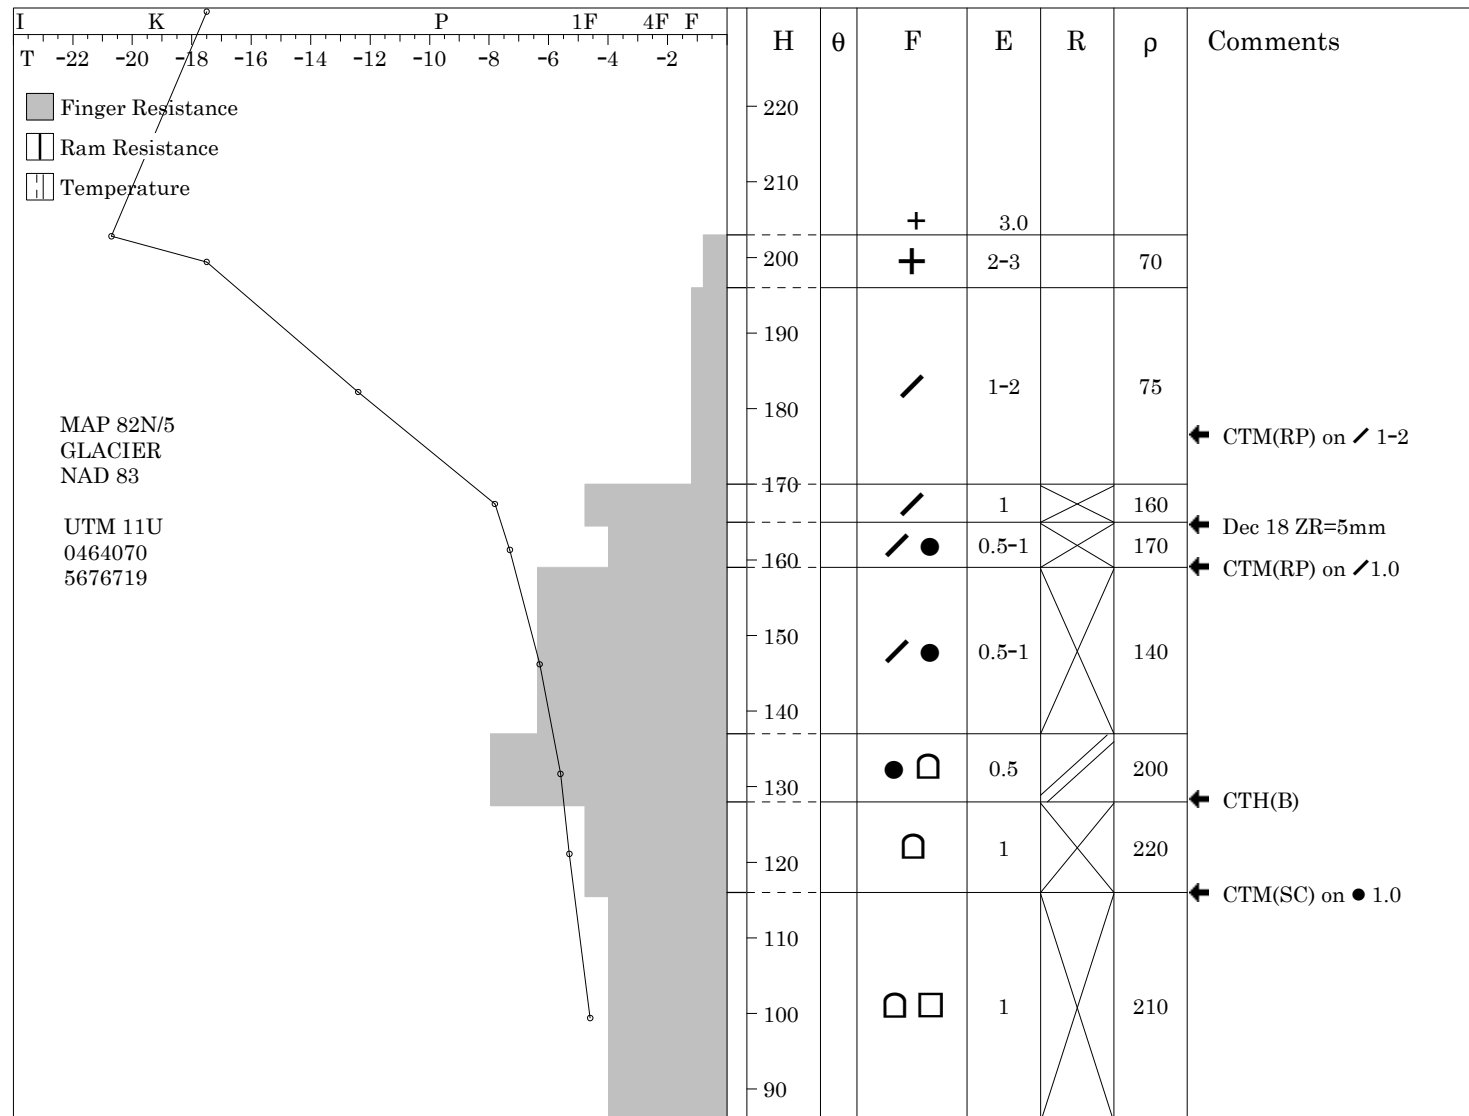 I K P 1F 4F F
T -22 -20 -18 -16 -14 -12 -10 -8 -6 -4 -2
H θ F E R ρ Comments
Finger Resistance
Ram Resistance
Temperature
MAP 82N/5
GLACIER
NAD 83
UTM 11U
0464070
5676719
220
210
+ 3.0
200 + 2-3 70
190
1-2 75
180
CTM(RP) on 1-2
170
1 160
Dec 18 ZR=5mm
0.5-1 170
160
CTM(RP) on 1.0
150
0.5-1 140
140
0.5 200
130
CTH(B)
120 1 220
CTM(SC) on ● 1.0
110
100 1 210
90